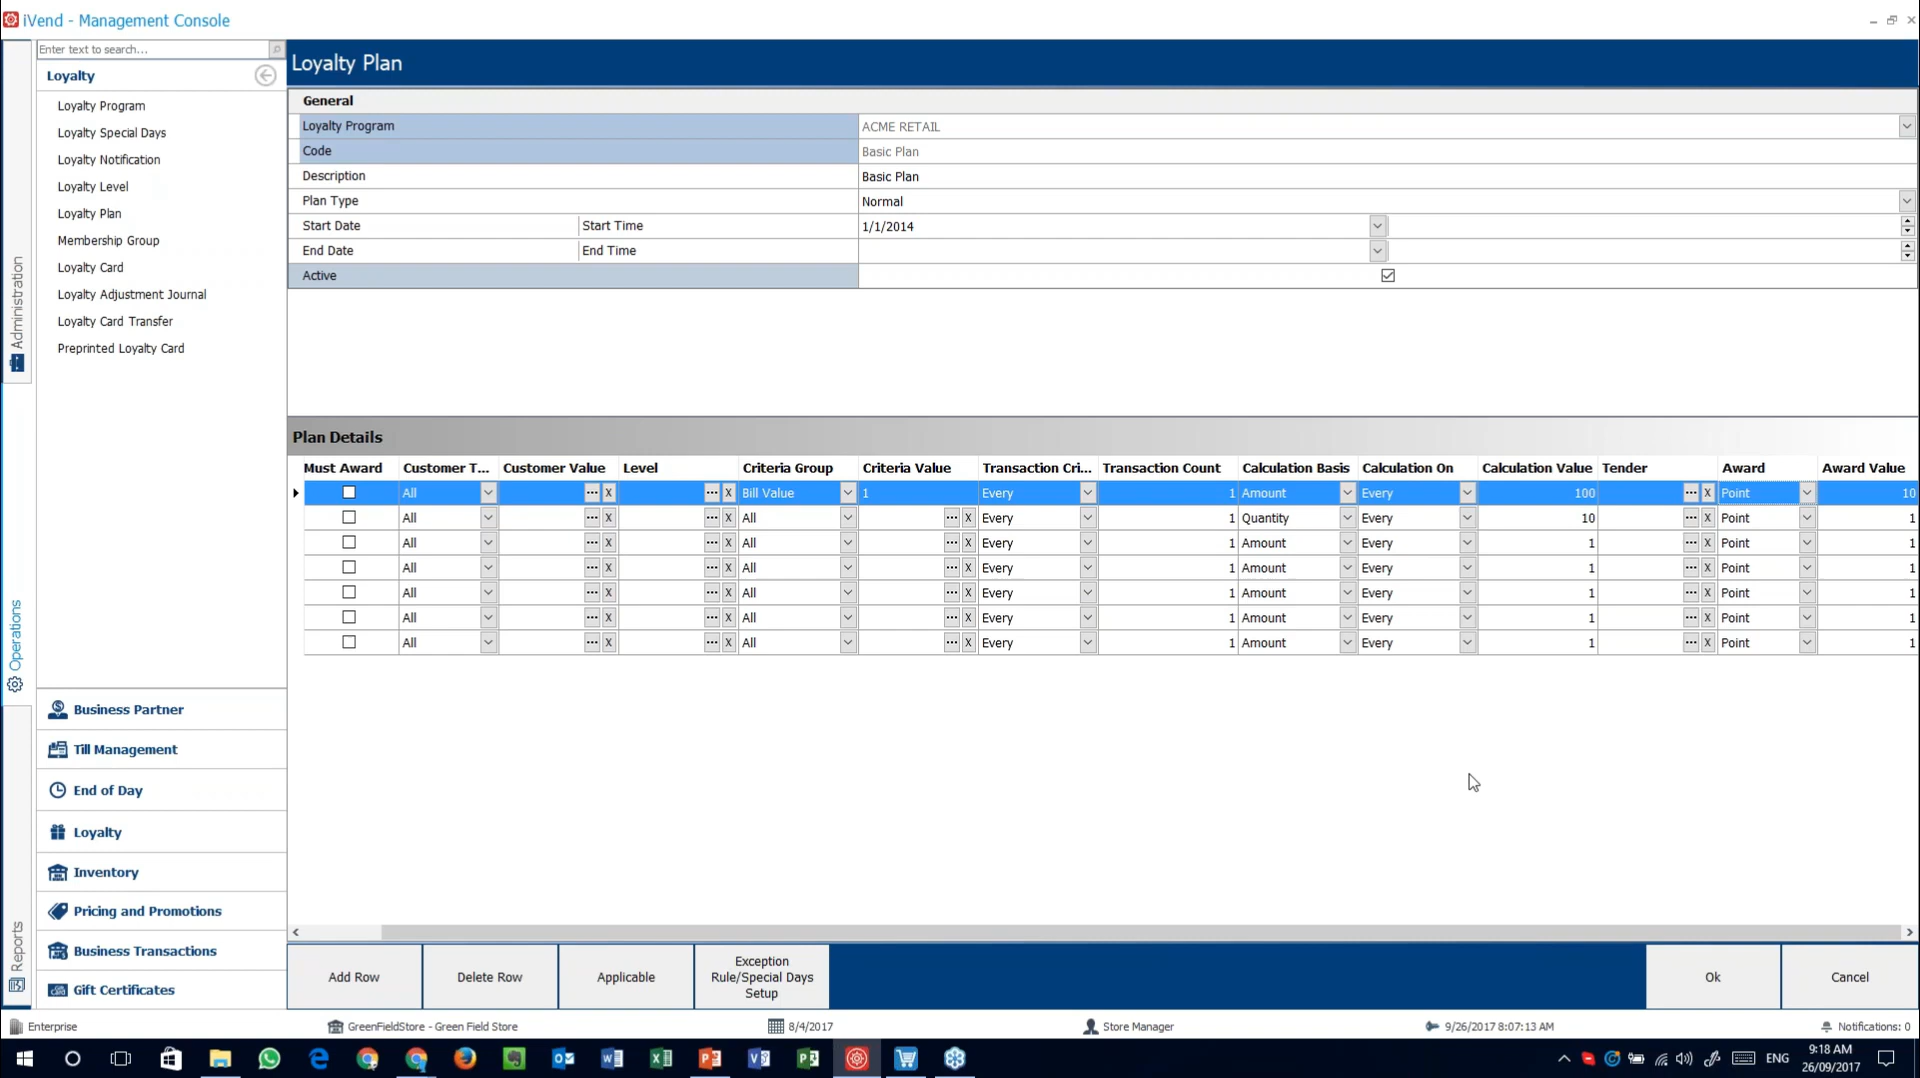 iVend - Management Console
Enter text to search...
Loyalty
Loyalty Program
Loyalty Special Days
Loyalty Notification
Loyalty Level
Loyalty Plan
Membership Group
Loyalty Card
Loyalty Adjustment Journal
Loyalty Card Transfer
Preprinted Loyalty Card
Administration
Operations
Reports
Business Partner
Till Management
End of Day
Loyalty
Inventory
Pricing and Promotions
Business Transactions
Gift Certificates
Loyalty Plan
General
Loyalty Program ACME RETAIL
Code Basic Plan
Description Basic Plan
Plan Type Normal
Start Date Start Time 1/1/2014
End Date End Time
Active
Plan Details
Must Award Customer T... Customer Value Level Criteria Group Criteria Value Transaction Cri... Transaction Count Calculation Basis Calculation On Calculation Value Tender Award Award Value
All ... X ... X Bill Value 1 Every 1 Amount Every 100 ... X Point 10
All ... X ... X All ... X Every 1 Quantity Every 10 ... X Point 1
All ... X ... X All ... X Every 1 Amount Every 1 ... X Point 1
All ... X ... X All ... X Every 1 Amount Every 1 ... X Point 1
All ... X ... X All ... X Every 1 Amount Every 1 ... X Point 1
All ... X ... X All ... X Every 1 Amount Every 1 ... X Point 1
All ... X ... X All ... X Every 1 Amount Every 1 ... X Point 1
Add Row
Delete Row
Applicable
Exception
Rule/Special Days
Setup
Ok
Cancel
Enterprise
GreenFieldStore - Green Field Store
8/4/2017
Store Manager
9/26/2017 8:07:13 AM
Notifications: 0
ENG
9:18 AM
26/09/2017